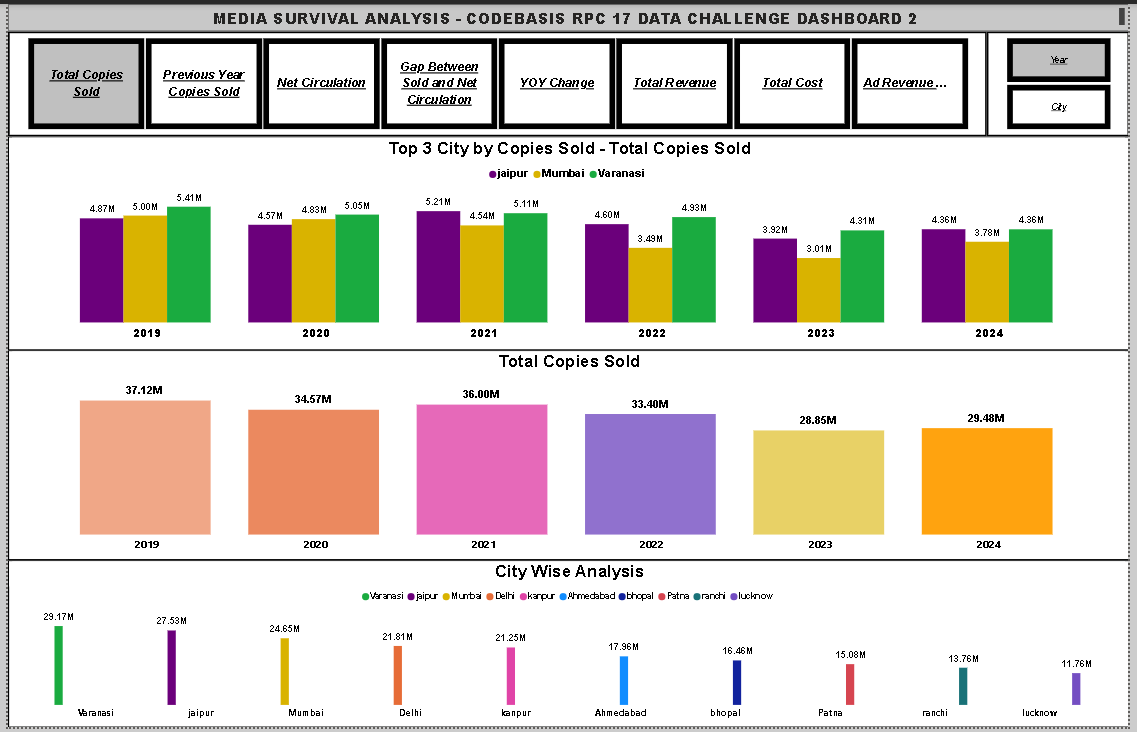 MEDIA SURVIVAL ANALYSIS - CODEBASIS RPC 17 DATA CHALLENGE DASHBOARD 2
Total Copies
Sold
Previous Year
Copies Sold
Net Circulation
Gap Between
Sold and Net
Circulation
YOY Change
Total Revenue
Total Cost
Ad Revenue ...
Year
City
Top 3 City by Copies Sold - Total Copies Sold
jaipur Mumbai Varanasi
4.87M 5.00M 5.41M 4.57M 4.83M 5.05M 5.21M 4.54M 5.11M 4.60M 3.49M 4.93M 3.92M 3.01M 4.31M 4.36M 3.78M 4.36M
2019 2020 2021 2022 2023 2024
Total Copies Sold
37.12M 34.57M 36.00M 33.40M 28.85M 29.48M
2019 2020 2021 2022 2023 2024
City Wise Analysis
Varanasi jaipur Mumbai Delhi kanpur Ahmedabad bhopal Patna ranchi lucknow
29.17M 27.53M 24.65M 21.81M 21.25M 17.96M 16.46M 15.08M 13.76M 11.76M
Varanasi jaipur Mumbai Delhi kanpur Ahmedabad bhopal Patna ranchi lucknow